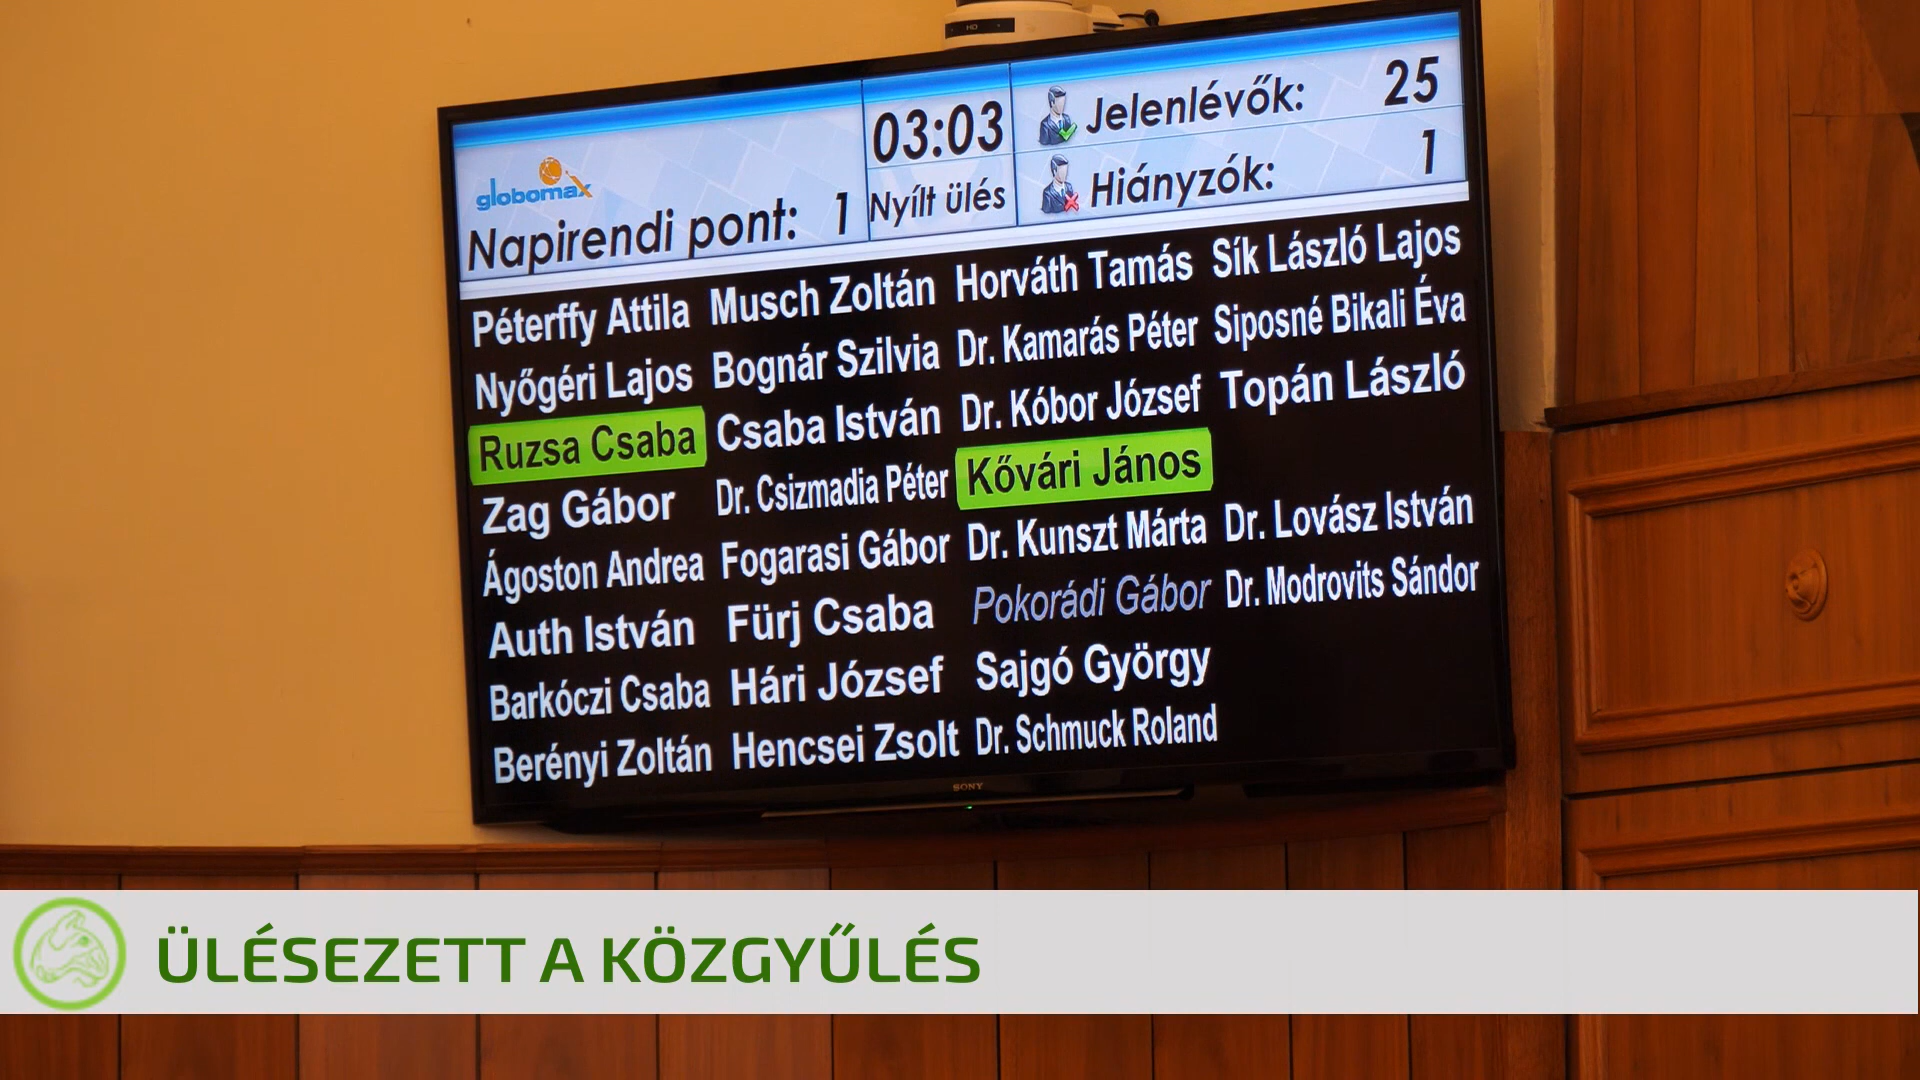 HD
globomax
Napirendi pont: 1
03:03
Nyílt ülés
Jelenlévők: 25
Hiányzók: 1
Péterffy Attila
Nyőgéri Lajos
Ruzsa Csaba
Zag Gábor
Ágoston Andrea
Auth István
Barkóczi Csaba
Berényi Zoltán
Musch Zoltán
Bognár Szilvia
Csaba István
Dr. Csizmadia Péter
Fogarasi Gábor
Fürj Csaba
Hári József
Hencsei Zsolt
Horváth Tamás
Dr. Kamarás Péter
Dr. Kóbor József
Kővári János
Dr. Kunszt Márta
Pokorádi Gábor
Sajgó György
Dr. Schmuck Roland
Sík László Lajos
Siposné Bikali Éva
Topán László
Dr. Lovász István
Dr. Modrovits Sándor
SONY
ÜLÉSEZETT A KÖZGYŰLÉS